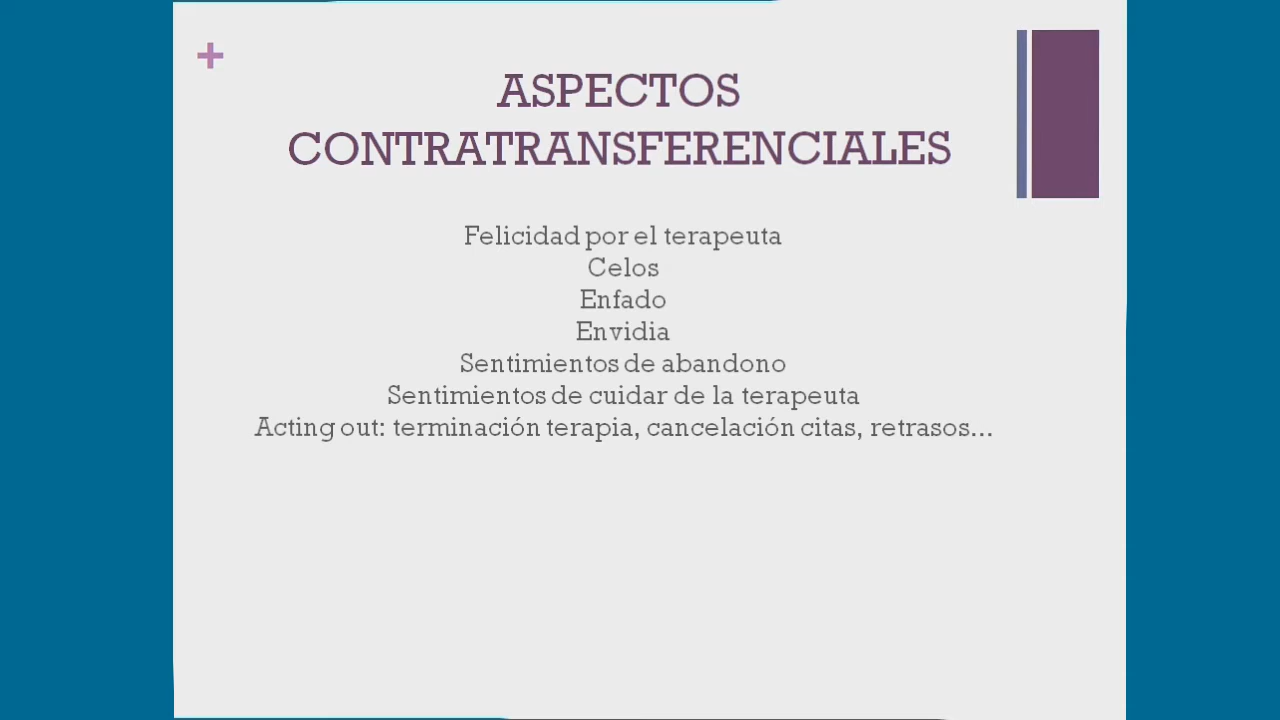 ASPECTOS
CONTRATRANSFERENCIALES
Felicidad por el terapeuta
Celos
Enfado
Envidia
Sentimientos de abandono
Sentimientos de cuidar de la terapeuta
Acting out: terminación terapia, cancelación citas, retrasos...